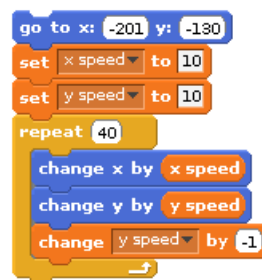 go to x: -201 y: -130
set x speed to 10
set y speed to 10
repeat 40
change x by x speed
change y by y speed
change y speed by -1